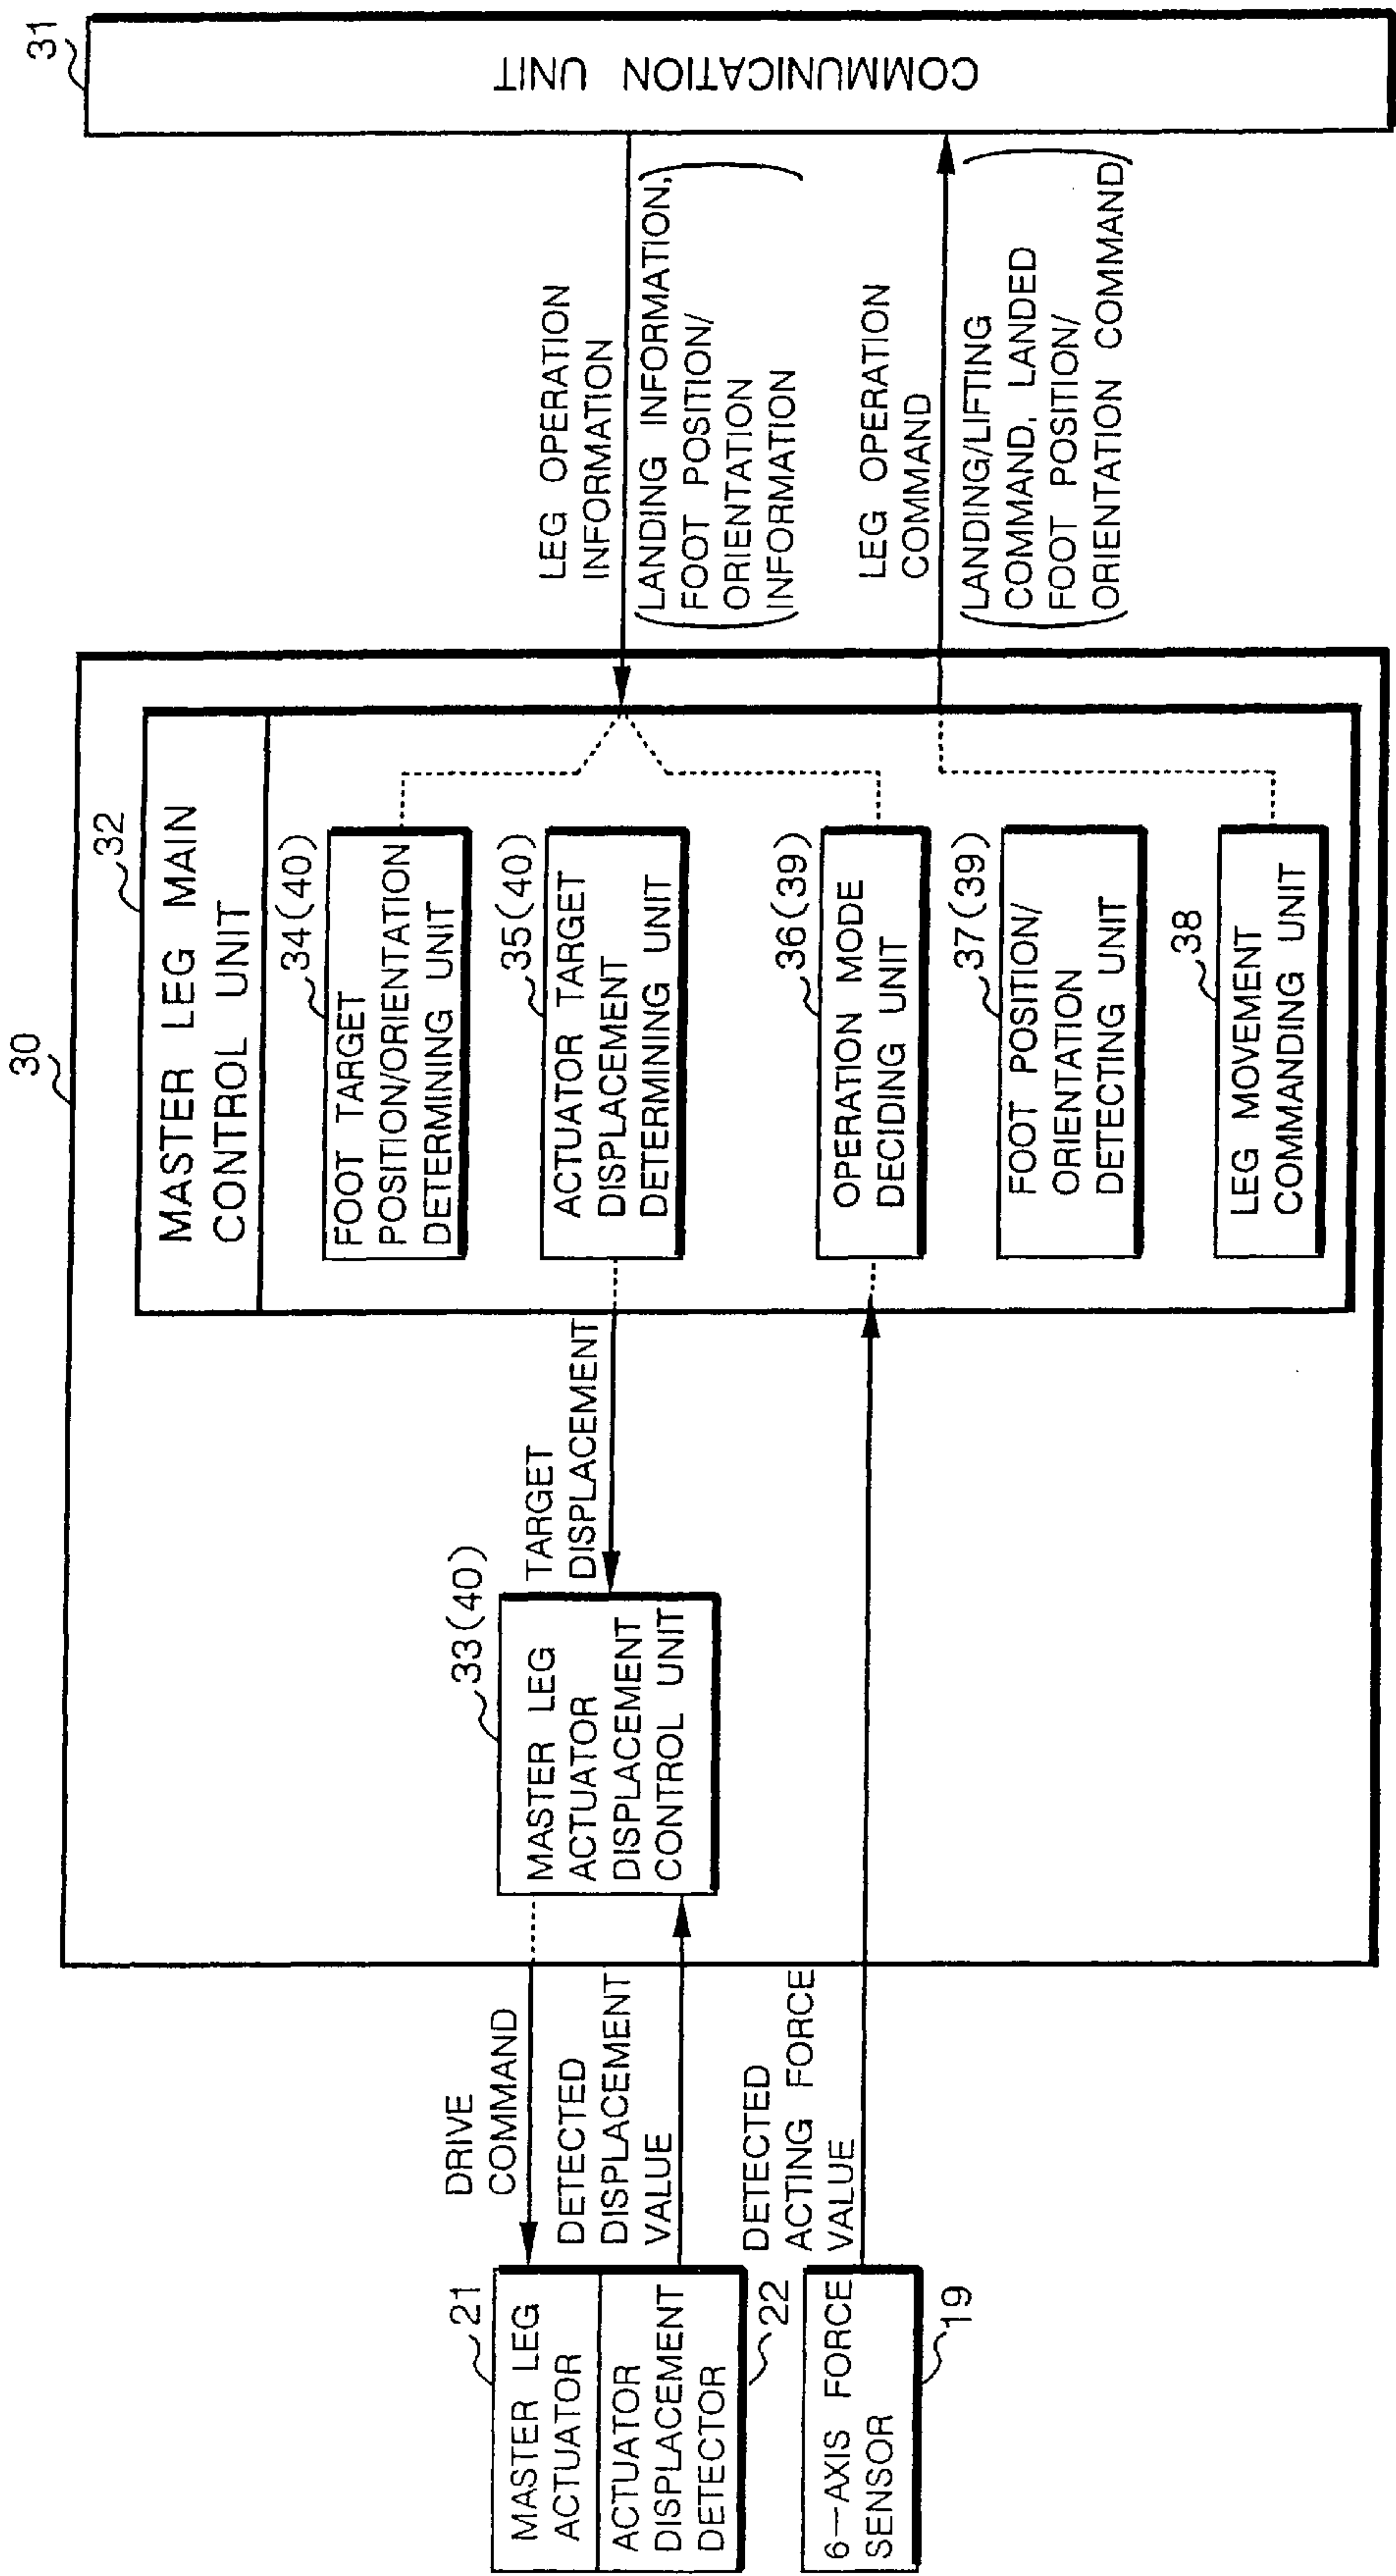 30
32
MASTER LEG MAIN
CONTROL UNIT
34(40)
FOOT TARGET
POSITION/ORIENTATION
DETERMINING UNIT
35(40)
ACTUATOR TARGET
DISPLACEMENT
DETERMINING UNIT
36(39)
OPERATION MODE
DECIDING UNIT
37(39)
FOOT POSITION/
ORIENTATION
DETECTING UNIT
38
LEG MOVEMENT
COMMANDING UNIT
21
MASTER LEG
ACTUATOR
ACTUATOR
DISPLACEMENT
DETECTOR
22
6-AXIS FORCE
SENSOR
19
DRIVE
COMMAND
DETECTED
DISPLACEMENT
VALUE
DETECTED
ACTING FORCE
VALUE
33(40)
MASTER LEG
ACTUATOR
DISPLACEMENT
CONTROL UNIT
TARGET
DISPLACEMENT
LEG OPERATION
INFORMATION
(LANDING INFORMATION,
FOOT POSITION/
ORIENTATION
INFORMATION)
LEG OPERATION
COMMAND
(LANDING/LIFTING
COMMAND, LANDED
FOOT POSITION/
ORIENTATION COMMAND)
31
COMMUNICATION UNIT